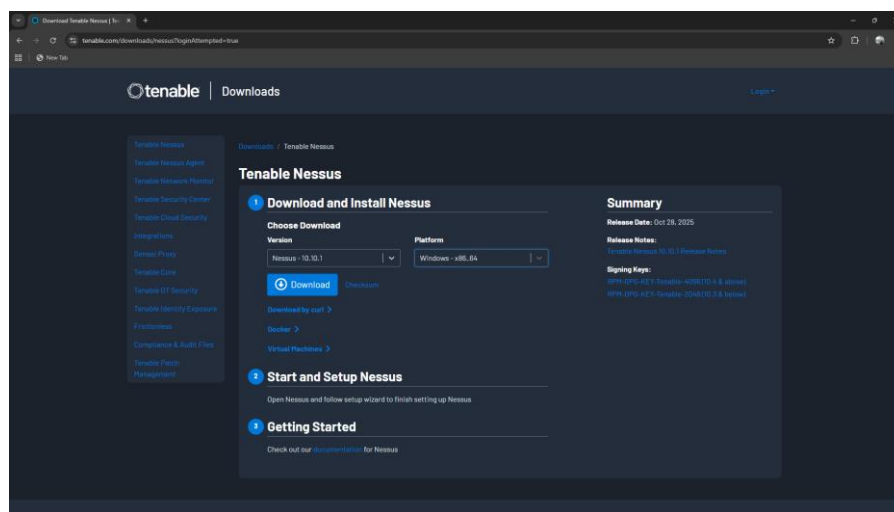 Download Tenable Nessus | Te
tenable.com/downloads/nessus?loginAttempted=true
New Tab
tenable | Downloads
Login
Tenable Nessus
Tenable Nessus Agent
Tenable Network Monitor
Tenable Security Center
Tenable Cloud Security
Integrations
Sensor Proxy
Tenable Core
Tenable OT Security
Tenable Identity Exposure
Frictionless
Compliance & Audit Files
Tenable Patch
Management
Downloads / Tenable Nessus
Tenable Nessus
1 Download and Install Nessus
Choose Download
Version
Platform
Nessus - 10.10.1
Windows - x86_64
Download
Checksum
Download by curl
Docker
Virtual Machines
2 Start and Setup Nessus
Open Nessus and follow setup wizard to finish setting up Nessus
3 Getting Started
Check out our documentation for Nessus
Summary
Release Date: Oct 28, 2025
Release Notes:
Tenable Nessus 10.10.1 Release Notes
Signing Keys:
RPM-GPG-KEY-Tenable-4096 (10.4 & above)
RPM-GPG-KEY-Tenable-2048 (10.3 & below)